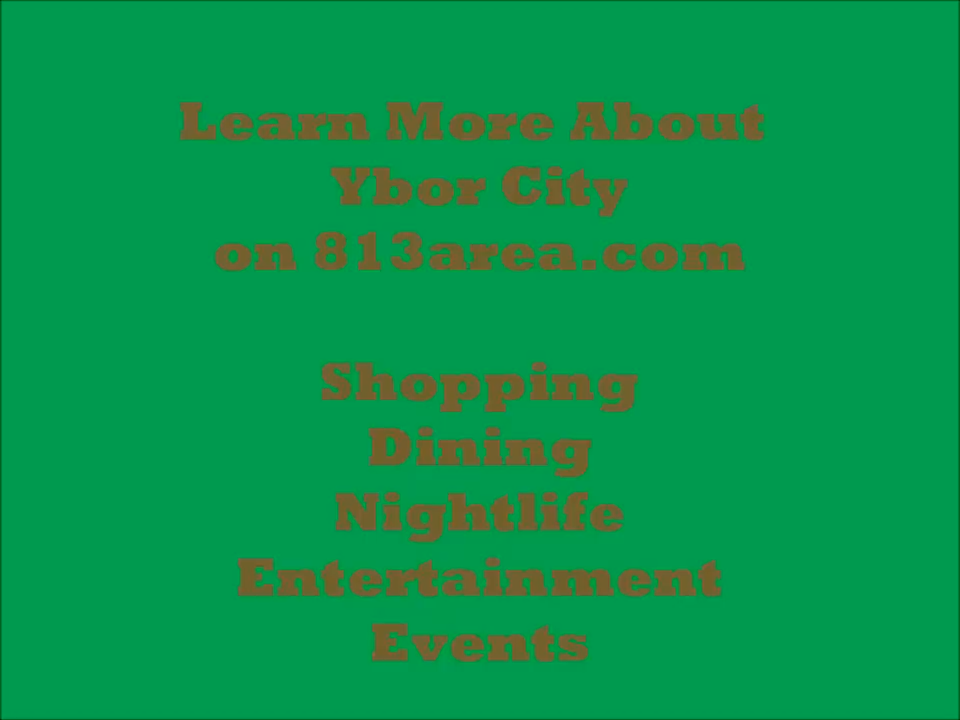 Learn More About
Ybor City
on 813area.com
Shopping
Dining
Nightlife
Entertainment
Events